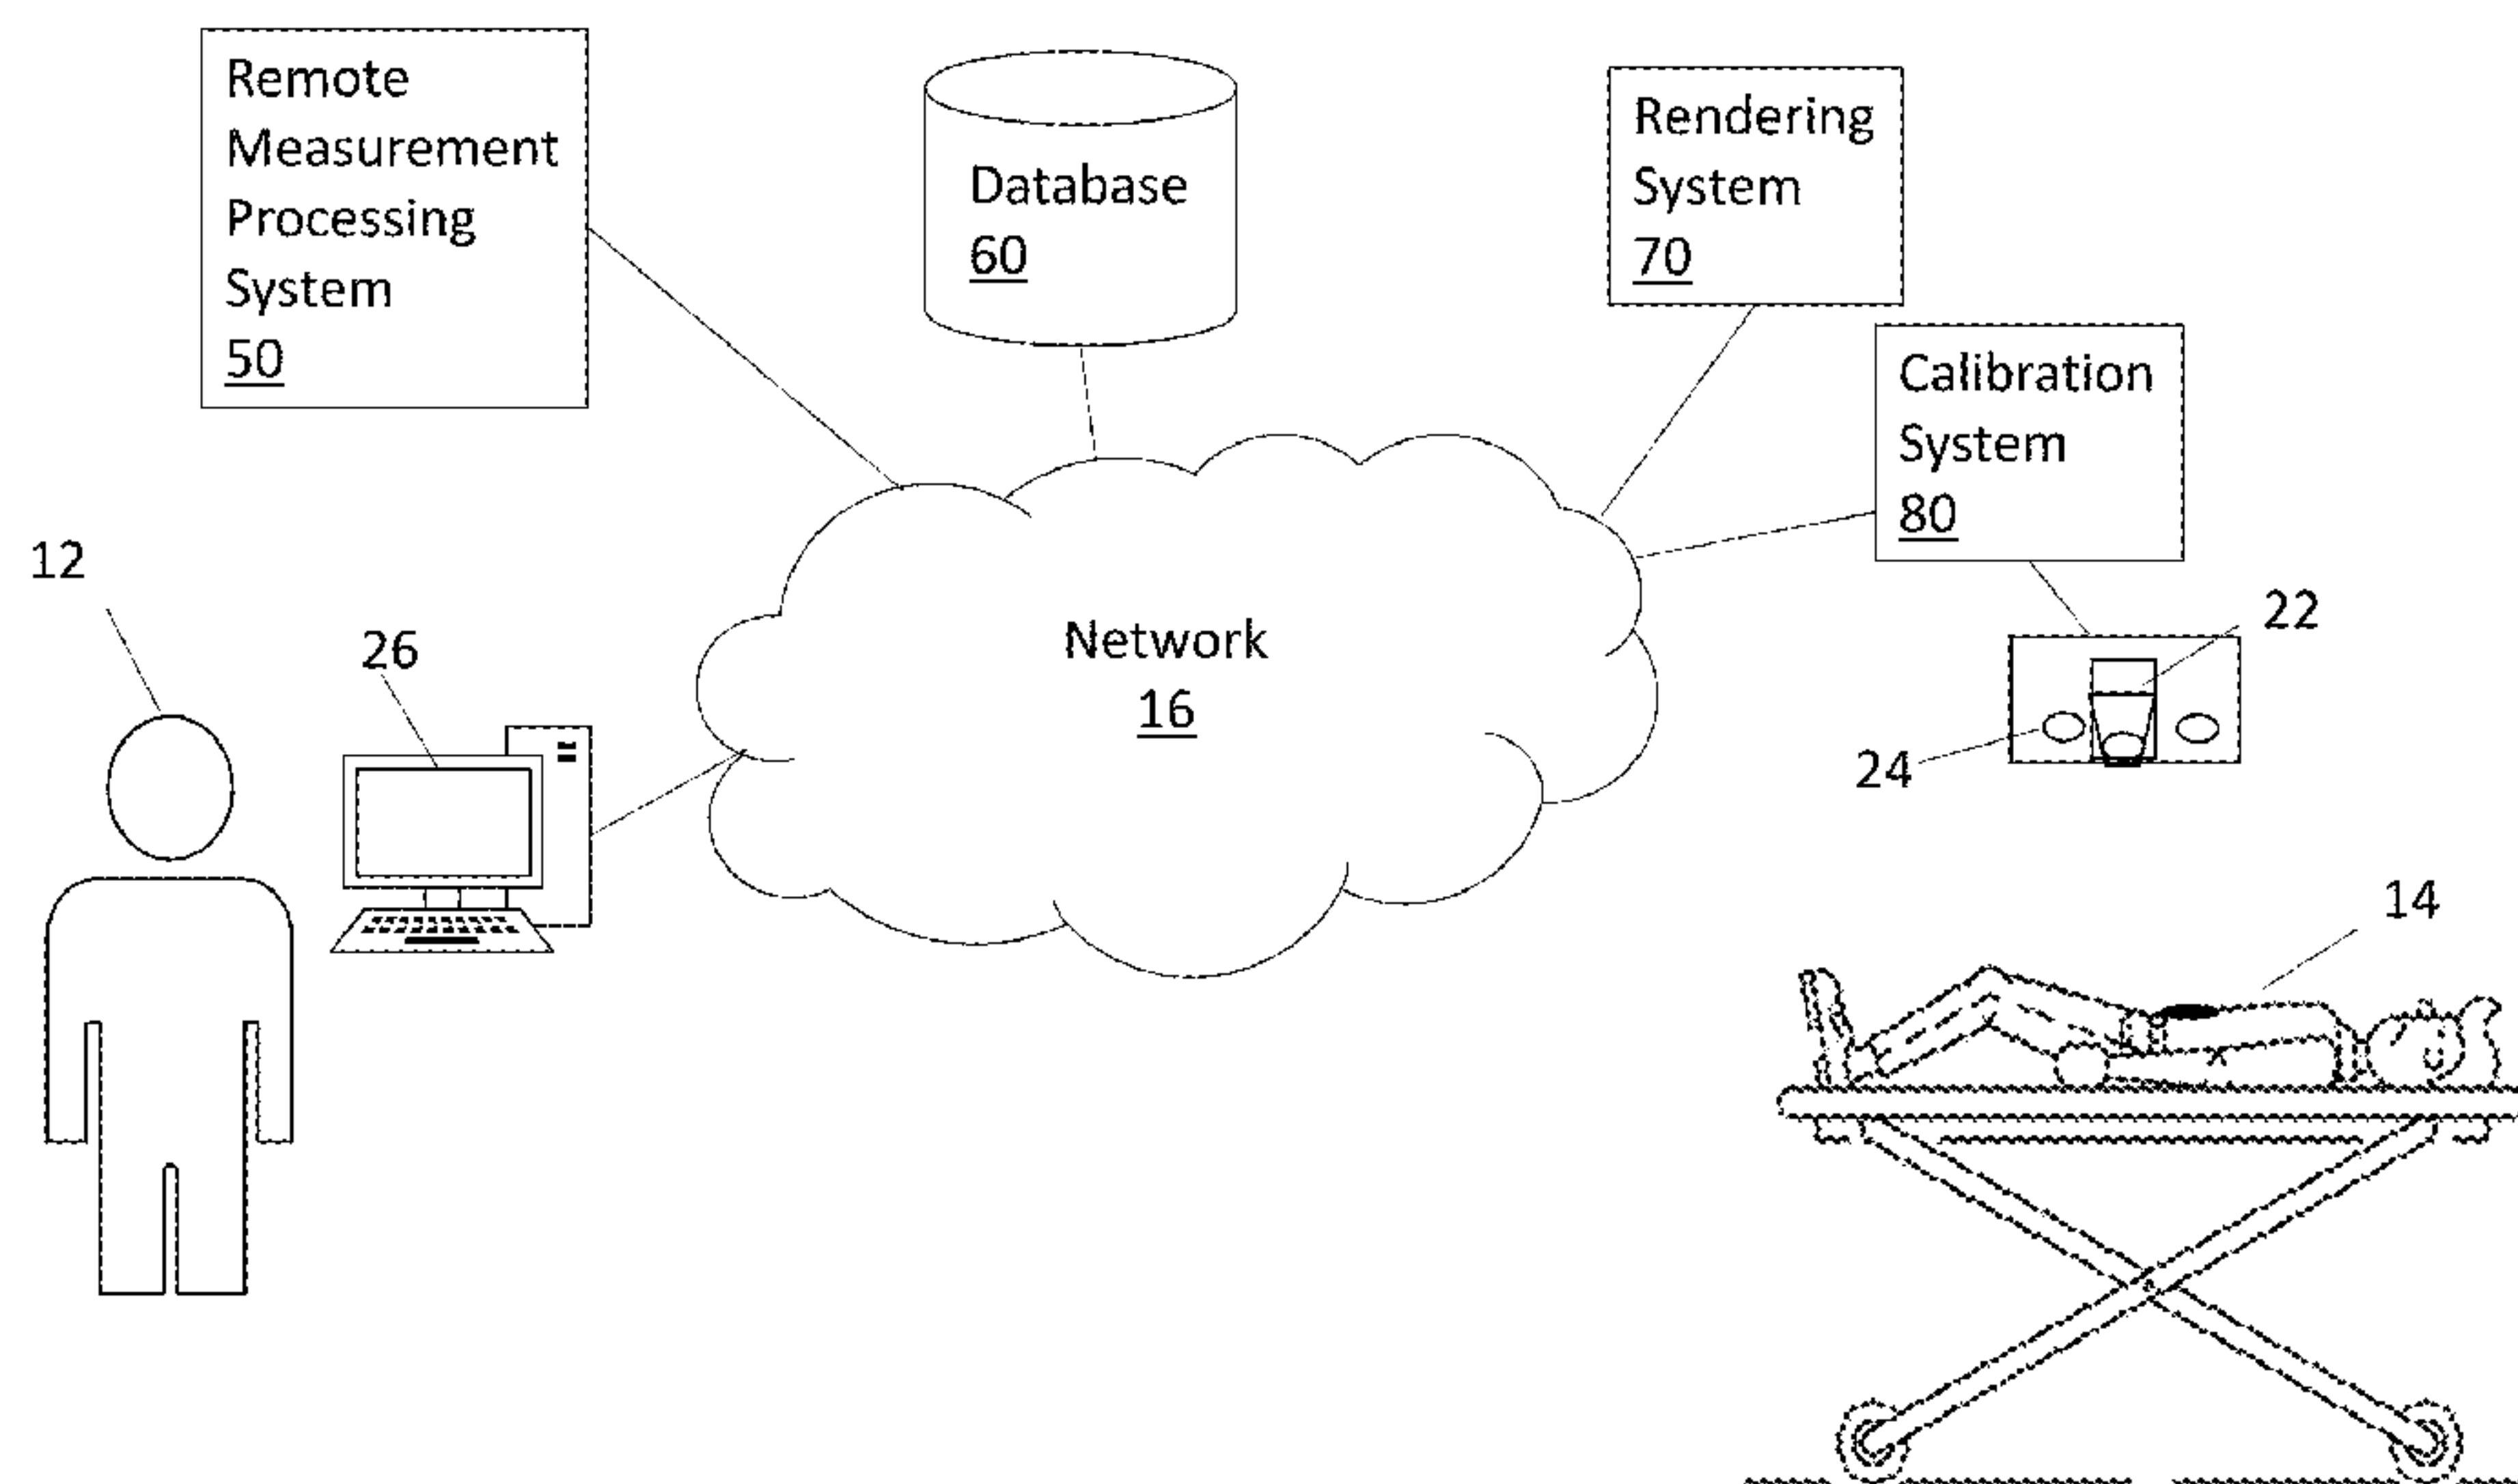 Remote
Measurement
Processing
System
50
Database
60
Rendering
System
70
Calibration
System
80
12
26
Network
16
22
24
14